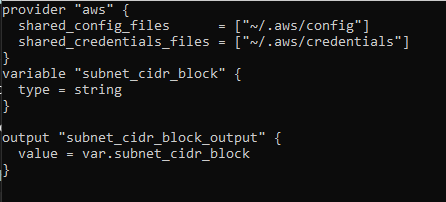 provider "aws" {
  shared_config_files      = ["~/.aws/config"]
  shared_credentials_files = ["~/.aws/credentials"]
}
variable "subnet_cidr_block" {
  type = string
}

output "subnet_cidr_block_output" {
  value = var.subnet_cidr_block
}